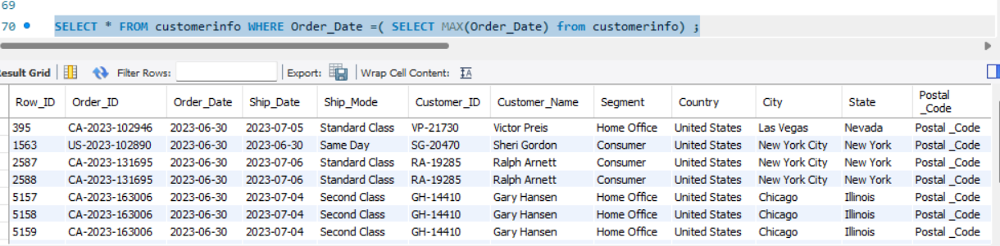 69
70 SELECT * FROM customerinfo WHERE Order_Date =( SELECT MAX(Order_Date) from customerinfo) ;
Result Grid Filter Rows: Export: Wrap Cell Content: IA
Row_ID Order_ID Order_Date Ship_Date Ship_Mode Customer_ID Customer_Name Segment Country City State Postal _Code
395 CA-2023-102946 2023-06-30 2023-07-05 Standard Class VP-21730 Victor Preis Home Office United States Las Vegas Nevada Postal _Code
1563 US-2023-102890 2023-06-30 2023-06-30 Same Day SG-20470 Sheri Gordon Consumer United States New York City New York Postal _Code
2587 CA-2023-131695 2023-06-30 2023-07-06 Standard Class RA-19285 Ralph Arnett Consumer United States New York City New York Postal _Code
2588 CA-2023-131695 2023-06-30 2023-07-06 Standard Class RA-19285 Ralph Arnett Consumer United States New York City New York Postal _Code
5157 CA-2023-163006 2023-06-30 2023-07-04 Second Class GH-14410 Gary Hansen Home Office United States Chicago Illinois Postal _Code
5158 CA-2023-163006 2023-06-30 2023-07-04 Second Class GH-14410 Gary Hansen Home Office United States Chicago Illinois Postal _Code
5159 CA-2023-163006 2023-06-30 2023-07-04 Second Class GH-14410 Gary Hansen Home Office United States Chicago Illinois Postal _Code